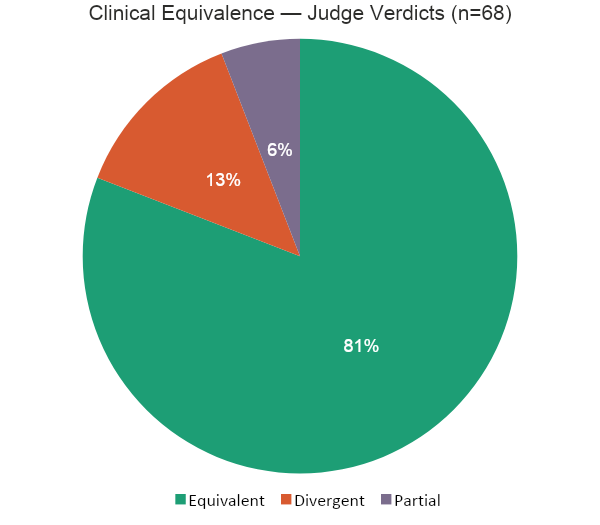 Clinical Equivalence — Judge Verdicts (n=68)
6%
13%
81%
Equivalent Divergent Partial